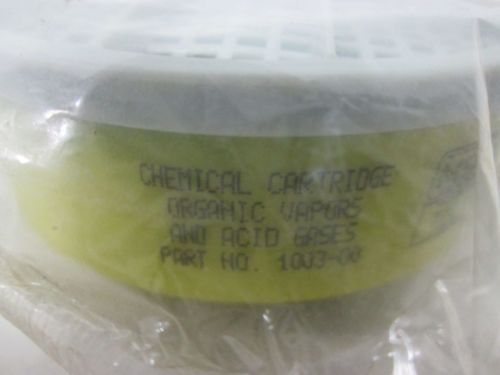 CHEMICAL CARTRIDGE
ORGANIC VAPORS
AND ACID GASES
PART NO. 1003-00